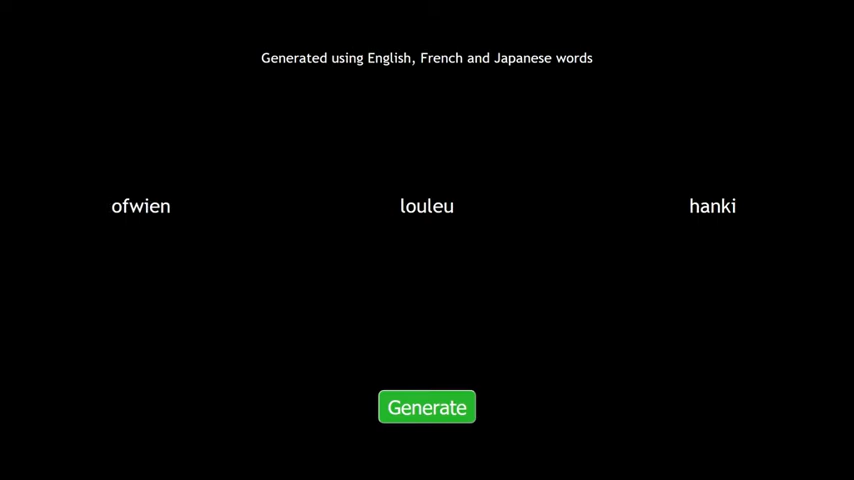 Generated using English, French and Japanese words
ofwien louleu hanki
Generate